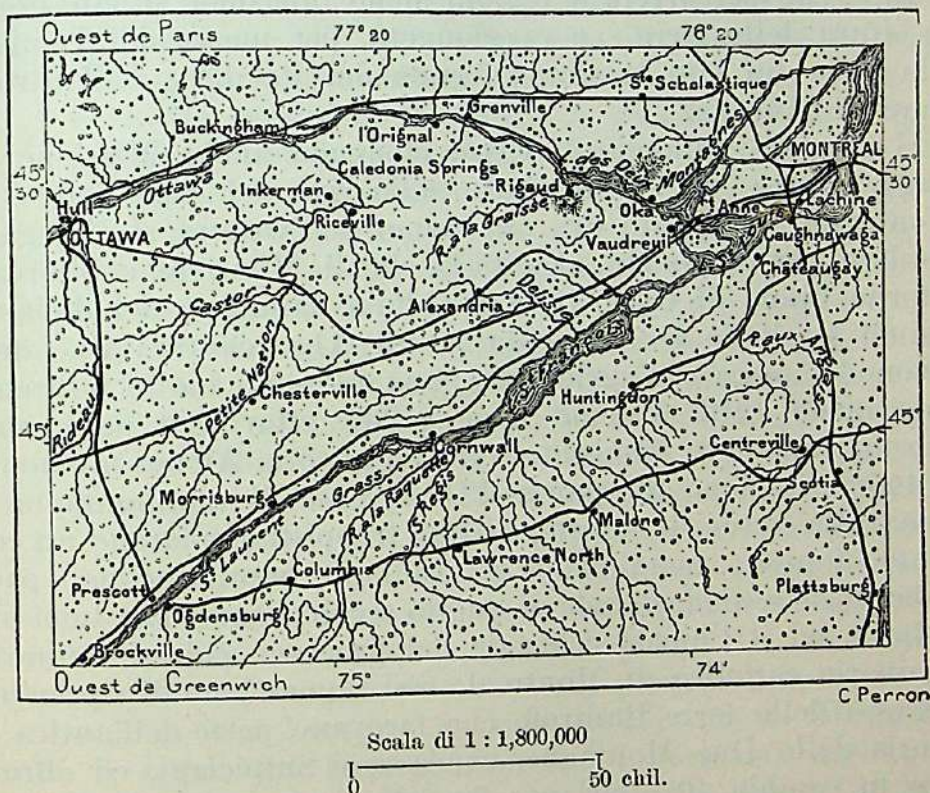 Ouest de Paris
77° 20
76° 20
Grenville
Ste Scholastique
Buckingham
l'Orignal
Caledonia Springs
L. des Deux Montagnes
MONTRÉAL
45° 30
45° 30
Ottawa
Inkerman
Rigaud
Hull
Riceville
R. à la Graisse
Oka
Anne
Lachine
OTTAWA
Vaudreuil
Caughnawaga
Châteaugay
Castor
Alexandria
Delisle
St François
R. aux Anglais
Petite Nation
Chesterville
Huntingdon
Rideau
45°
45°
Cornwall
Centreville
Morrisburg
Grass
R. à la Raquette
St Regis
Scotia
Malone
St Laurent
Lawrence North
Columbia
Prescott
Plattsburg
Ogdensburg
Brockville
Ouest de Greenwich
75°
74°
C Perron
Scala di 1 : 1,800,000
0
50 chil.